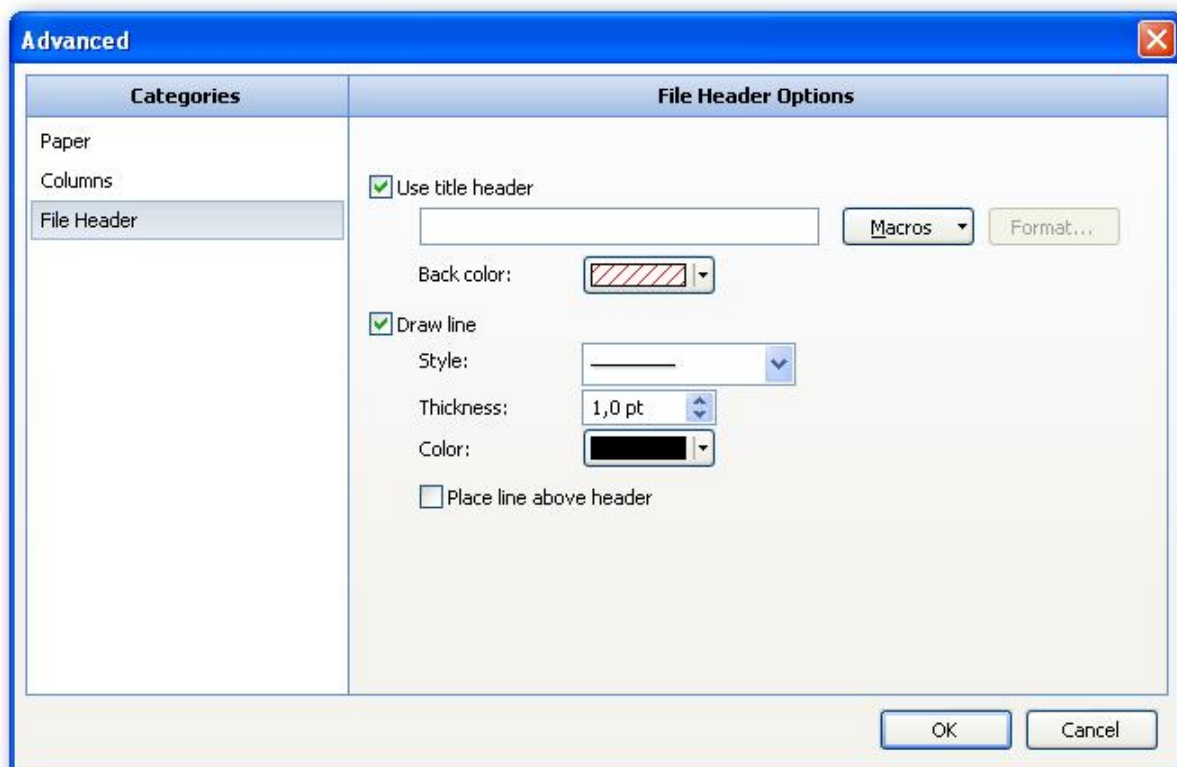 Advanced
Categories
File Header Options
Paper
Columns
File Header
Use title header
Macros
Format...
Back color:
Draw line
Style:
Thickness:
1,0 pt
Color:
Place line above header
OK
Cancel